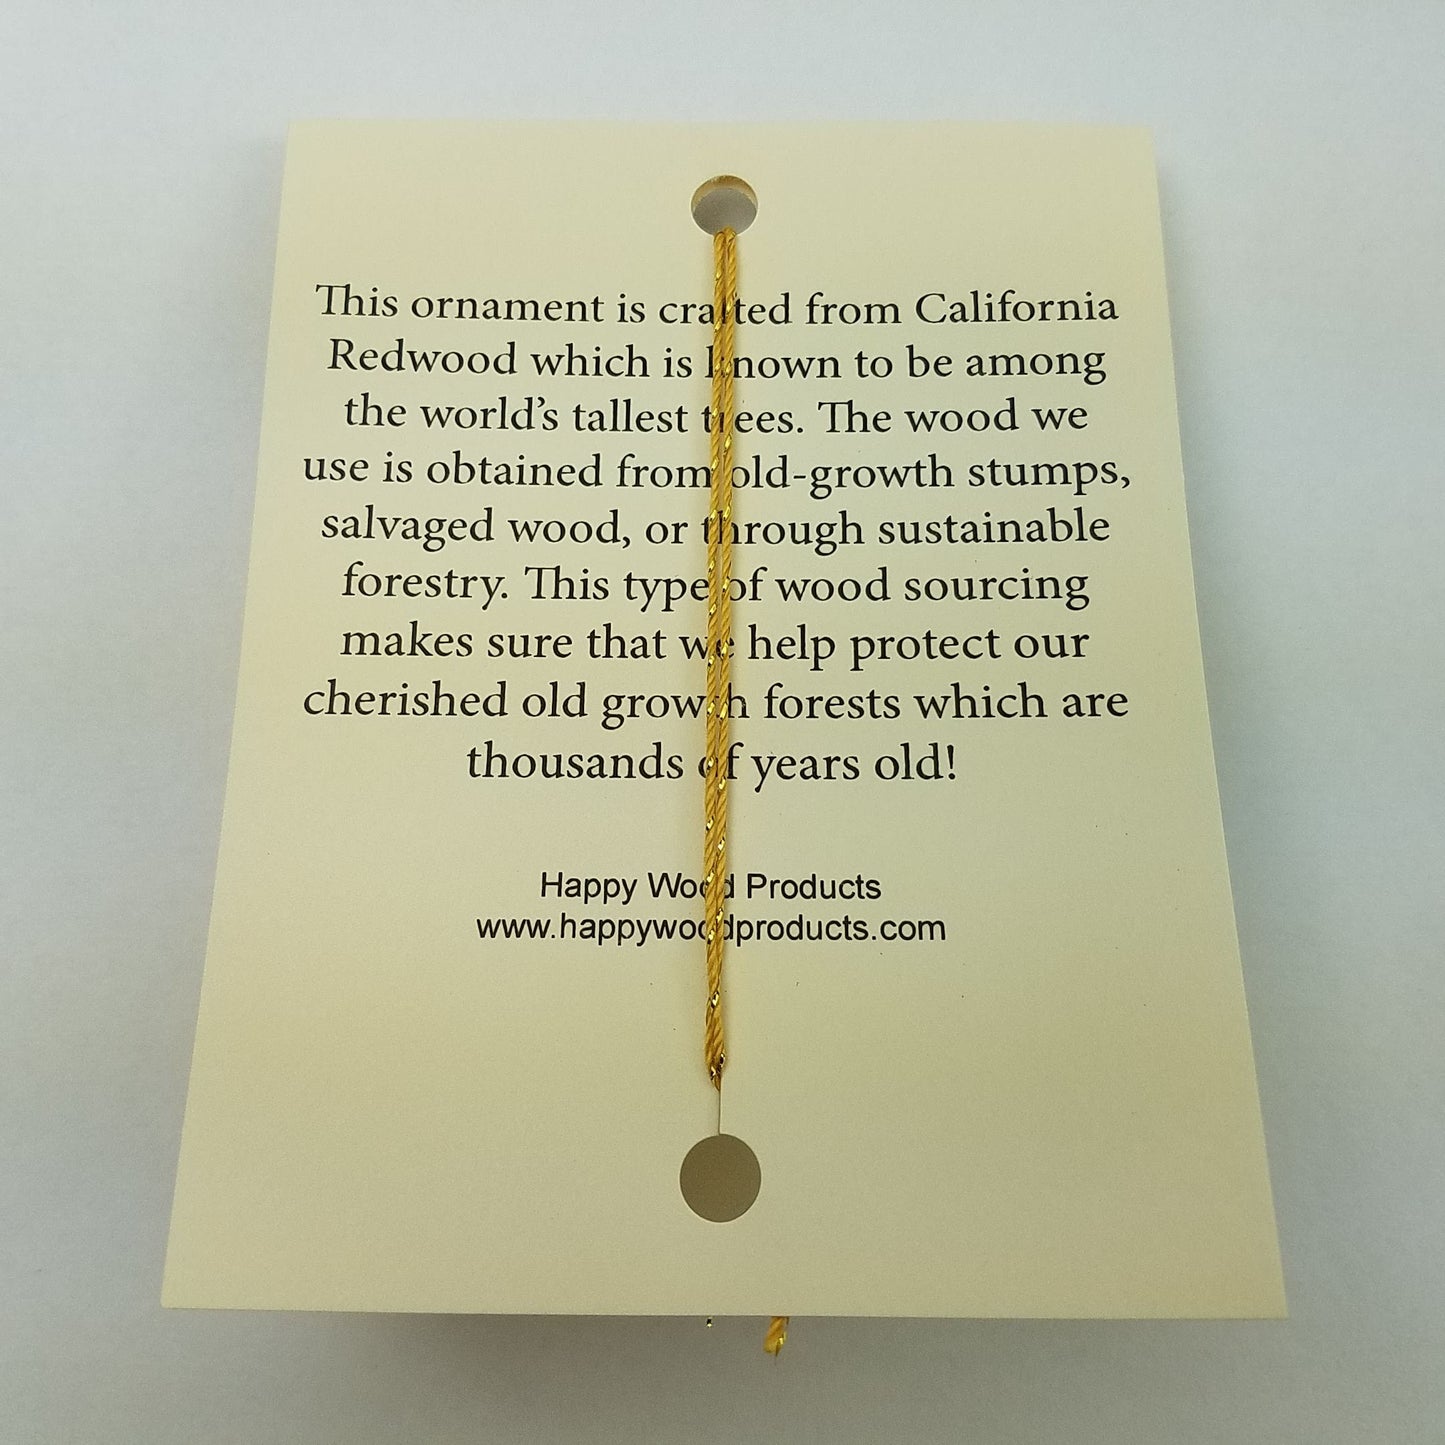 This ornament is crafted from California
Redwood which is known to be among
the world's tallest trees. The wood we
use is obtained from old-growth stumps,
salvaged wood, or through sustainable
forestry. This type of wood sourcing
makes sure that we help protect our
cherished old growth forests which are
thousands of years old!
Happy Wood Products
www.happywoodproducts.com